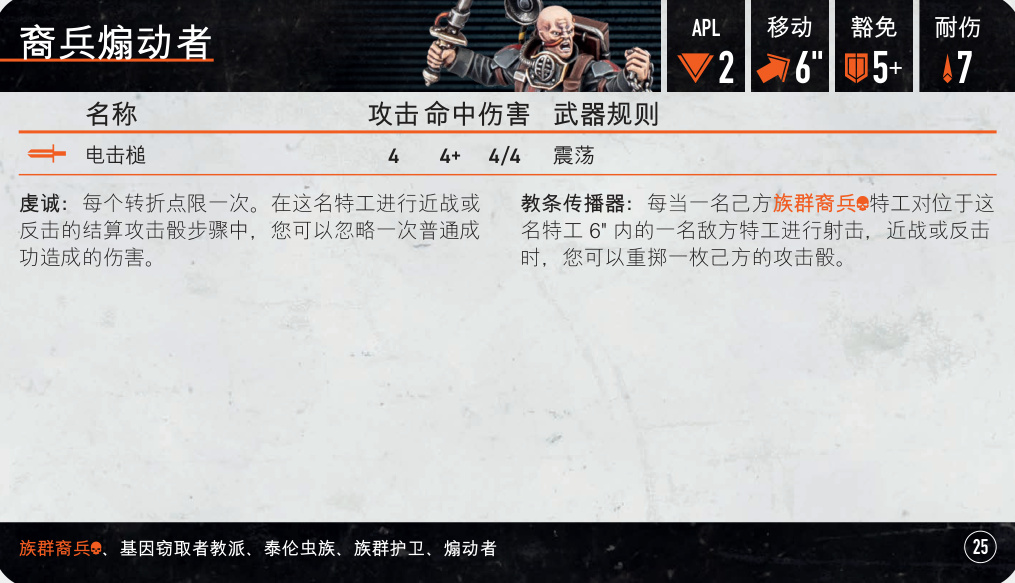 裔兵煽动者
APL 移动 豁免 耐伤
2 6" 5+ 7
名称 攻击 命中 伤害 武器规则
电击槌 4 4+ 4/4 震荡
虔诚：每个转折点限一次。在这名特工进行近战或
反击的结算攻击骰步骤中，您可以忽略一次普通成
功造成的伤害。
教条传播器：每当一名己方族群裔兵特工对位于这
名特工 6" 内的一名敌方特工进行射击，近战或反击
时，您可以重掷一枚己方的攻击骰。
族群裔兵、基因窃取者教派、泰伦虫族、族群护卫、煽动者
25